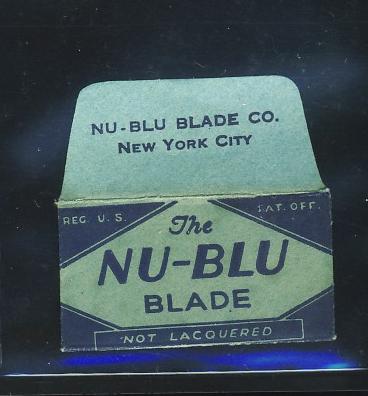 NU-BLU BLADE CO.
NEW YORK CITY
REG. U. S. PAT. OFF.
The
NU-BLU
BLADE
NOT LACQUERED